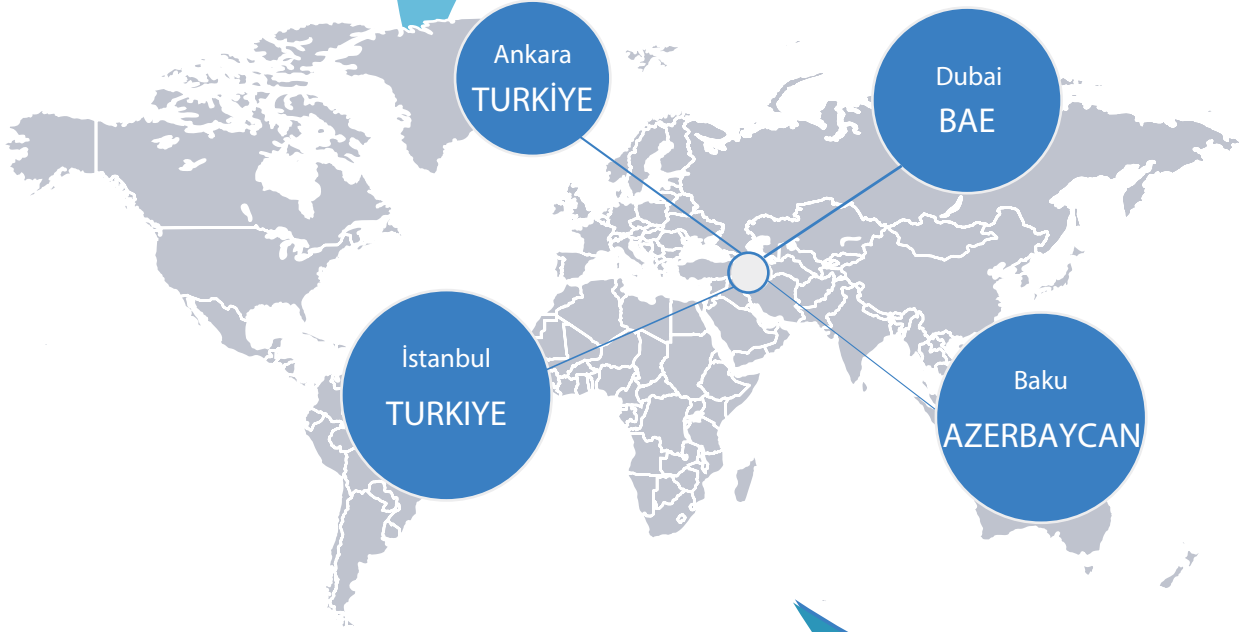 Ankara
TURKİYE
Dubai
BAE
İstanbul
TURKIYE
Baku
AZERBAYCAN